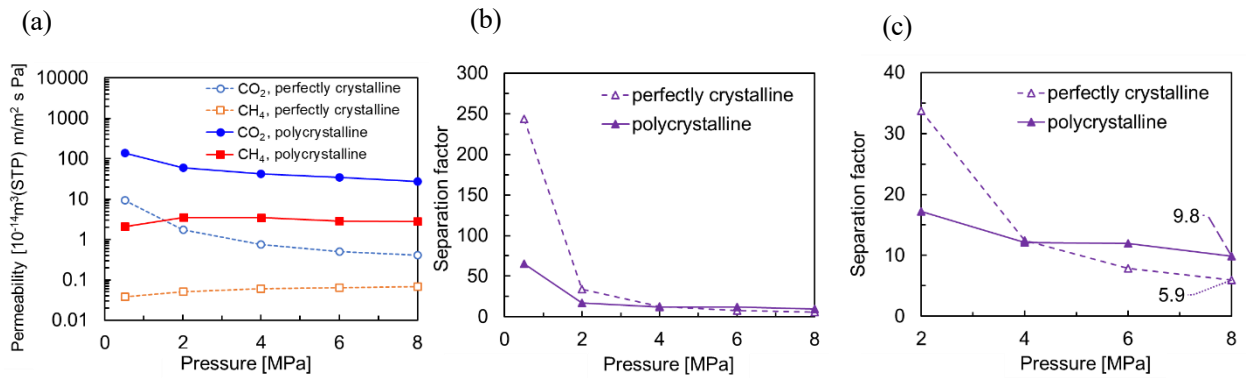 (a)
Permeability [10⁻¹⁴m³(STP) m/m² s Pa]
10000
1000
100
10
1
0.1
0.01
CO₂, perfectly crystalline
CH₄, perfectly crystalline
CO₂, polycrystalline
CH₄, polycrystalline
0 2 4 6 8
Pressure [MPa]
(b)
Separation factor
300
250
200
150
100
50
0
perfectly crystalline
polycrystalline
0 2 4 6 8
Pressure [MPa]
(c)
Separation factor
40
30
20
10
0
perfectly crystalline
polycrystalline
9.8
5.9
2 4 6 8
Pressure [MPa]